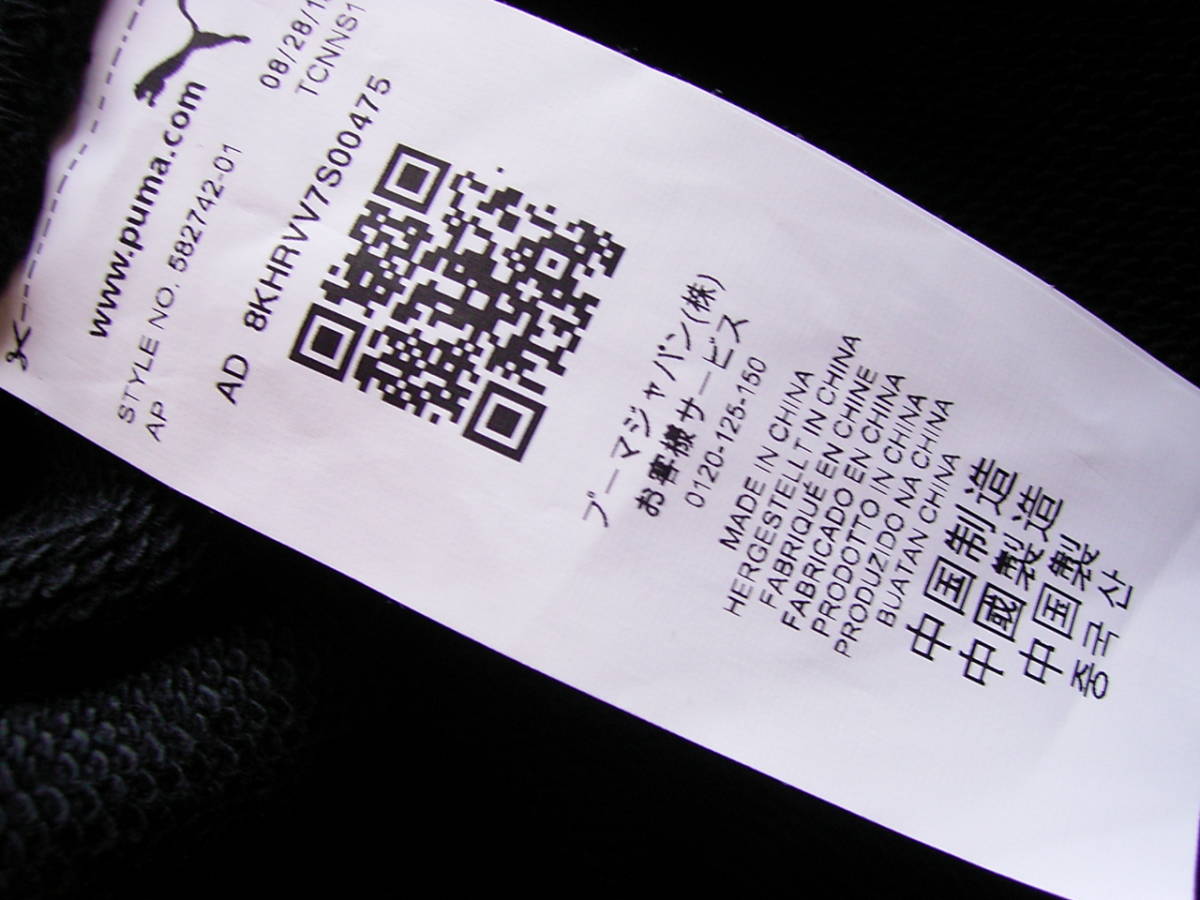 www.puma.com
STYLE NO. 582742-01
AP
08/28/1
TCNNS1
AD 8KHRVV7S00475
プーマジャパン(株)
お客様サービス
0120-125-150
MADE IN CHINA
HERGESTELLT IN CHINA
FABRIQUÉ EN CHINE
FABRICADO EN CHINA
PRODOTTO IN CHINA
PRODUZIDO NA CHINA
BUATAN CHINA
中国制造
中國製造
中国製
중국산